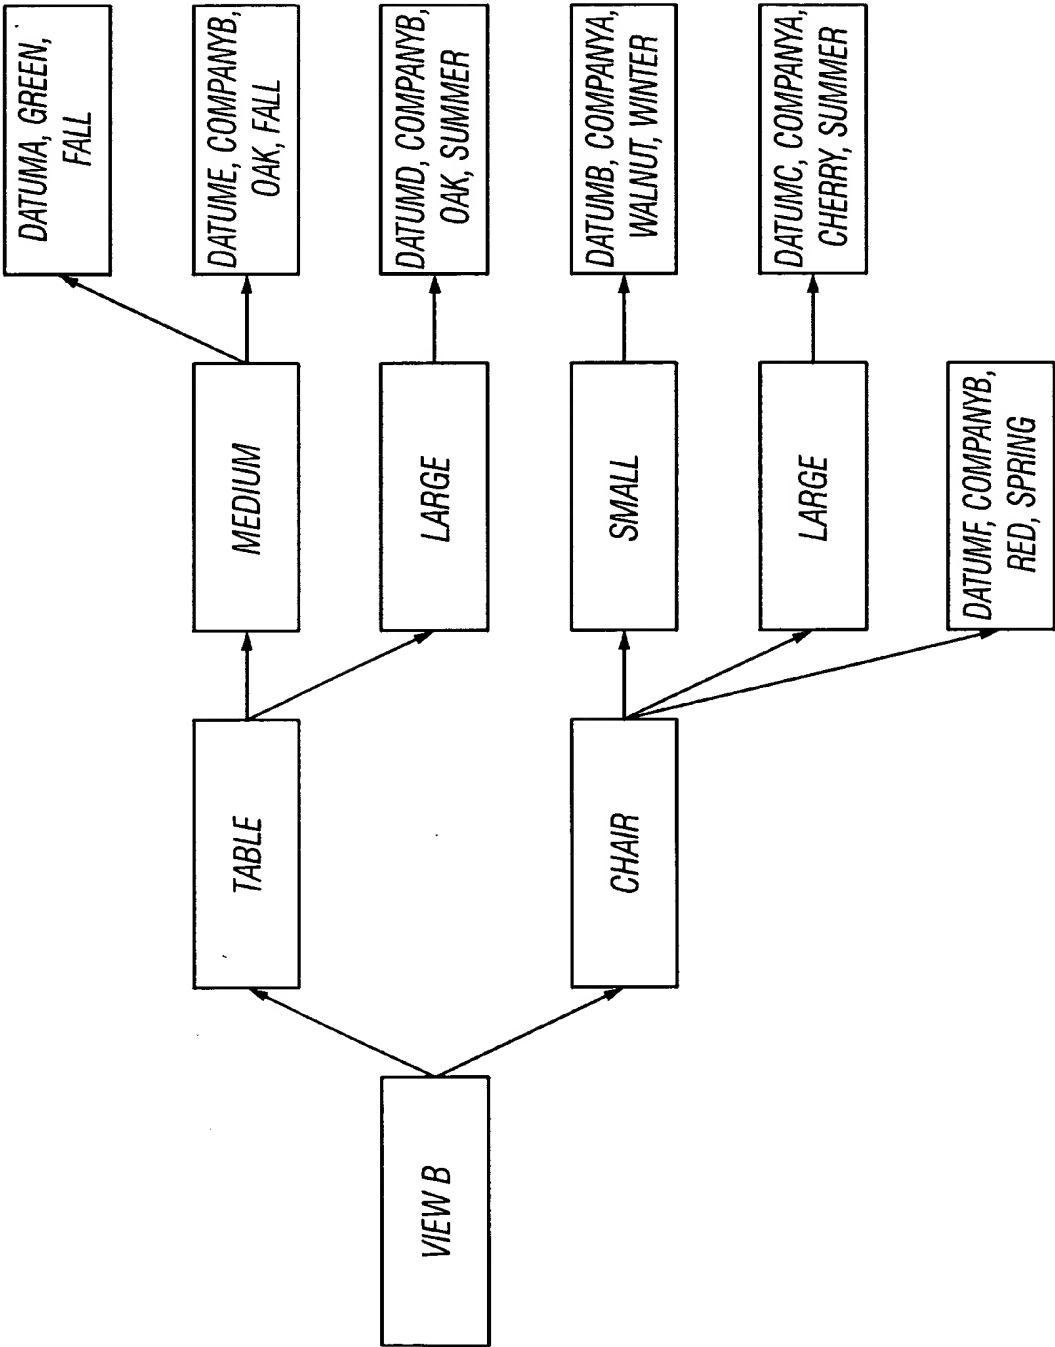 VIEW B
TABLE
CHAIR
MEDIUM
LARGE
SMALL
LARGE
DATUMF, COMPANYB,
RED, SPRING
DATUMA, GREEN,
FALL
DATUME, COMPANYB,
OAK, FALL
DATUMD, COMPANYB,
OAK, SUMMER
DATUMB, COMPANYA,
WALNUT, WINTER
DATUMC, COMPANYA,
CHERRY, SUMMER